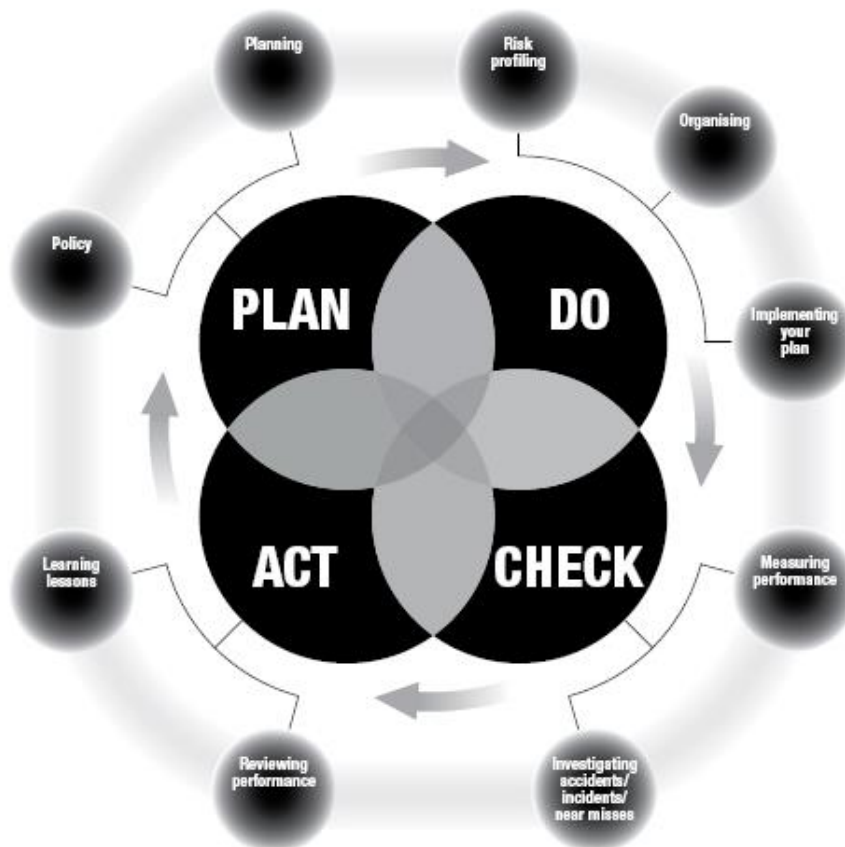 Planning
Risk
profiling
Organising
Policy
PLAN
DO
Implementing
your
plan
ACT
CHECK
Learning
lessons
Measuring
performance
Reviewing
performance
Investigating
accidents/
incidents/
near misses